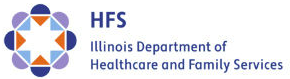 HFS
Illinois Department of
Healthcare and Family Services